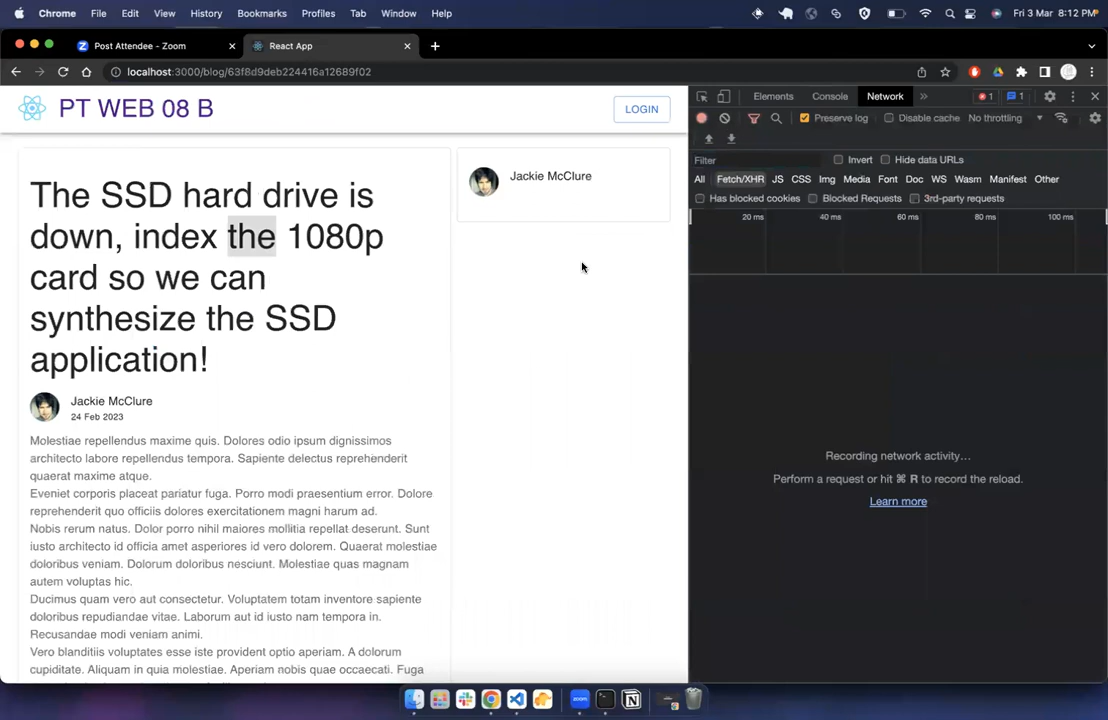 Chrome File Edit View History Bookmarks Profiles Tab Window Help Fri 3 Mar 8:12 PM
Post Attendee - Zoom
React App
localhost:3000/blog/63f8d9deb224416a12689f02
PT WEB 08 B
LOGIN
The SSD hard drive is
down, index the 1080p
card so we can
synthesize the SSD
application!
Jackie McClure
24 Feb 2023
Molestiae repellendus maxime quis. Dolores odio ipsum dignissimos
architecto labore repellendus tempora. Sapiente delectus reprehenderit
quaerat maxime atque.
Eveniet corporis placeat pariatur fuga. Porro modi praesentium error. Dolore
reprehenderit quo officiis dolores exercitationem magni harum ad.
Nobis rerum natus. Dolor porro nihil maiores mollitia repellat deserunt. Sunt
iusto architecto id officia amet asperiores id vero dolorem. Quaerat molestiae
doloribus veniam. Dolorum doloribus nesciunt. Molestiae quas magnam
autem voluptas hic.
Ducimus quam vero aut consectetur. Voluptatem totam inventore sapiente
doloribus repudiandae vitae. Laborum aut id iusto nam tempora in.
Recusandae modi veniam animi.
Vero blanditiis voluptates esse iste provident optio aperiam. A dolorum
cupiditate. Aliquam in quia molestiae. Aperiam nobis quae occaecati. Fuga
Jackie McClure
Elements Console Network 1 1
Preserve log Disable cache No throttling
Filter Invert Hide data URLs
All Fetch/XHR JS CSS Img Media Font Doc WS Wasm Manifest Other
Has blocked cookies Blocked Requests 3rd-party requests
20 ms 40 ms 60 ms 80 ms 100 ms
Recording network activity…
Perform a request or hit ⌘ R to record the reload.
Learn more
zoom